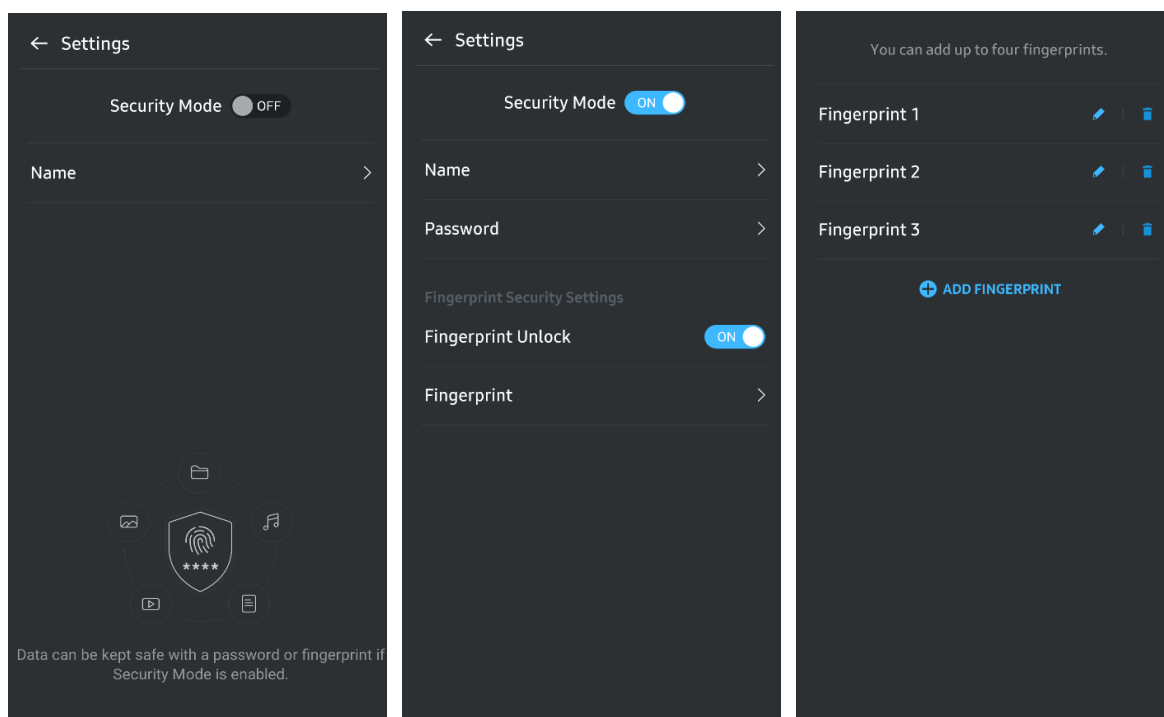 Settings
Security Mode OFF
Name
****
Data can be kept safe with a password or fingerprint if
Security Mode is enabled.
Settings
Security Mode ON
Name
Password
Fingerprint Security Settings
Fingerprint Unlock ON
Fingerprint
You can add up to four fingerprints.
Fingerprint 1
Fingerprint 2
Fingerprint 3
ADD FINGERPRINT